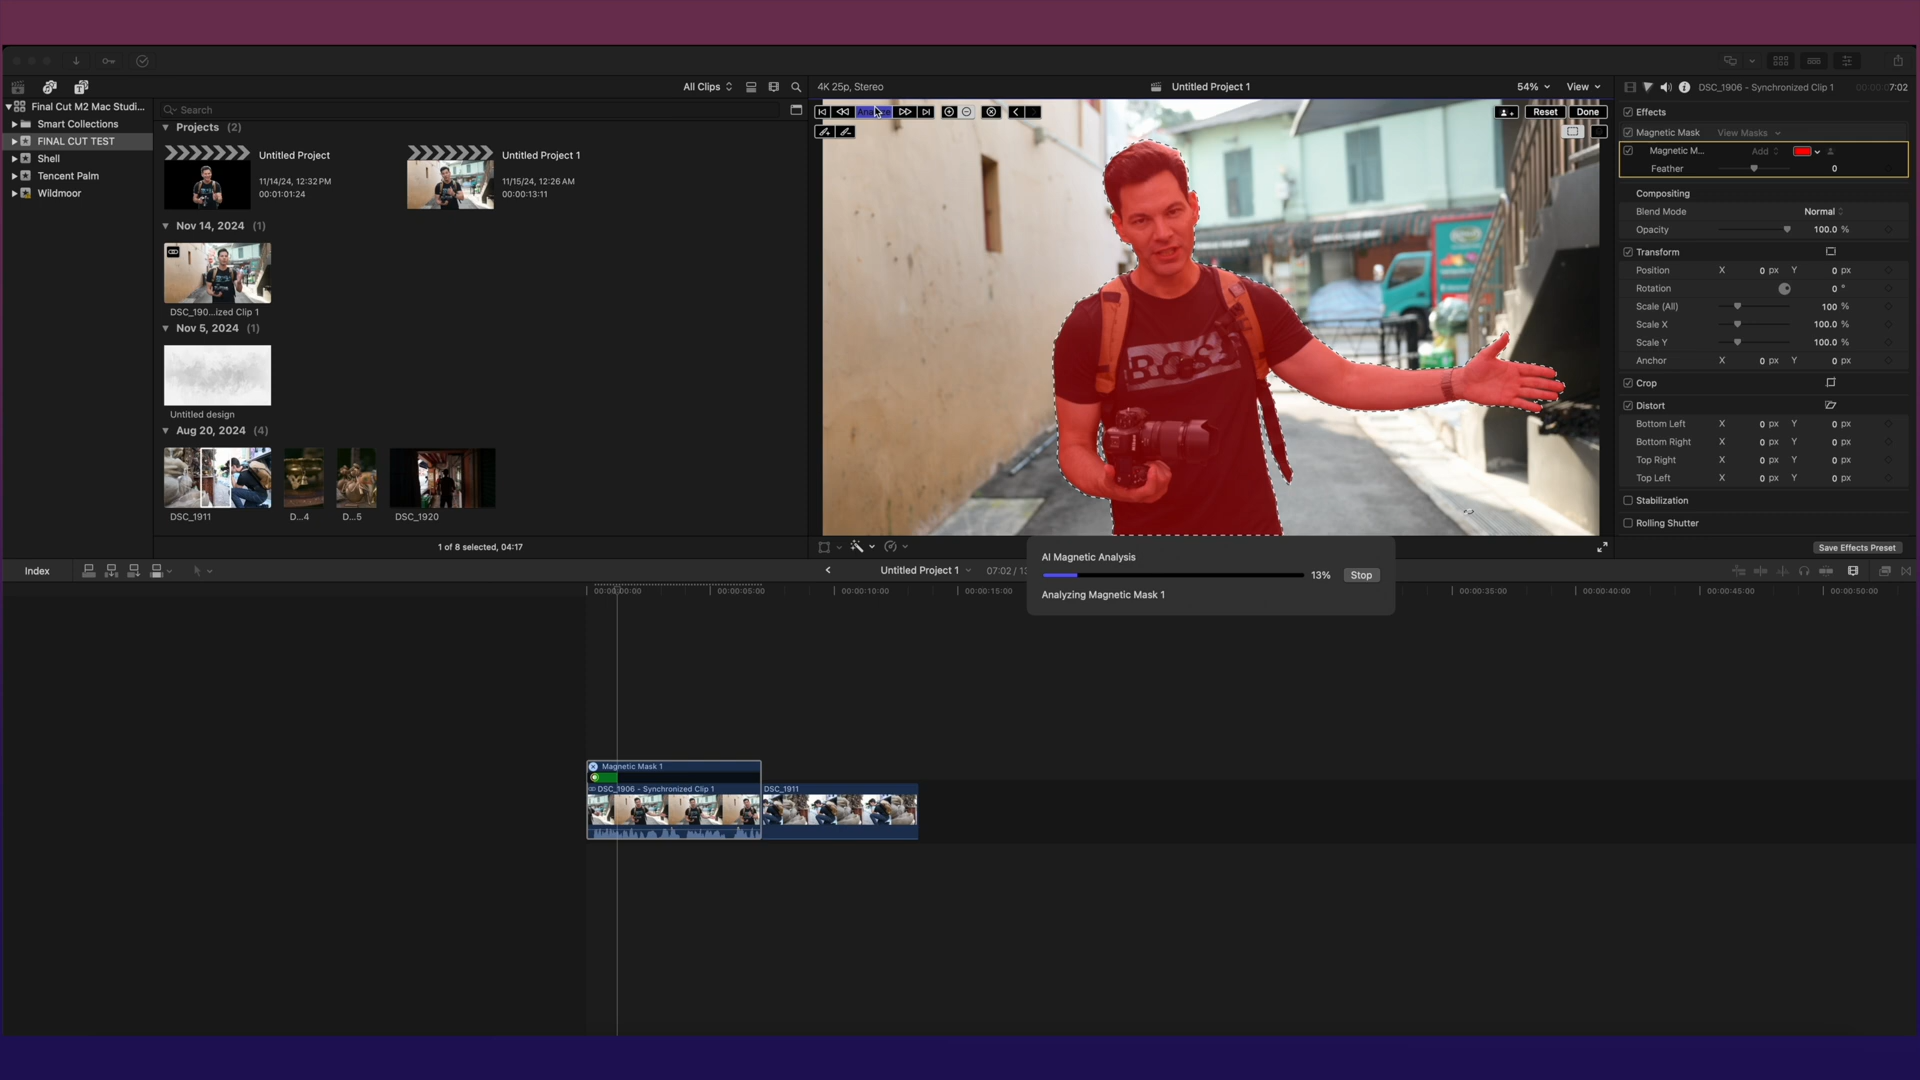 All Clips
4K 25p, Stereo
Untitled Project 1
54%
View
DSC_1906 - Synchronized Clip 1
7:02
Final Cut M2 Mac Studi...
Smart Collections
FINAL CUT TEST
Shell
Tencent Palm
Wildmoor
Search
Projects (2)
Untitled Project
11/14/24, 12:32 PM
00:01:01:24
Untitled Project 1
11/15/24, 12:26 AM
00:00:13:11
Nov 14, 2024 (1)
DSC_190...ized Clip 1
Nov 5, 2024 (1)
Untitled design
Aug 20, 2024 (4)
DSC_1911
D...4
D...5
DSC_1920
1 of 8 selected, 04:17
Reset
Done
Effects
Magnetic Mask View Masks
Magnetic M... Add
Feather 0
Compositing
Blend Mode Normal
Opacity 100.0 %
Transform
Position X 0 px Y 0 px
Rotation 0 °
Scale (All) 100 %
Scale X 100.0 %
Scale Y 100.0 %
Anchor X 0 px Y 0 px
Crop
Distort
Bottom Left X 0 px Y 0 px
Bottom Right X 0 px Y 0 px
Top Right X 0 px Y 0 px
Top Left X 0 px Y 0 px
Stabilization
Rolling Shutter
Save Effects Preset
AI Magnetic Analysis
13% Stop
Analyzing Magnetic Mask 1
Index
Untitled Project 1
07:02 /
00:00:05:00
00:00:10:00
00:00:15:00
00:00:35:00
00:00:40:00
00:00:45:00
00:00:50:00
Magnetic Mask 1
DSC_1906 - Synchronized Clip 1
DSC_1911